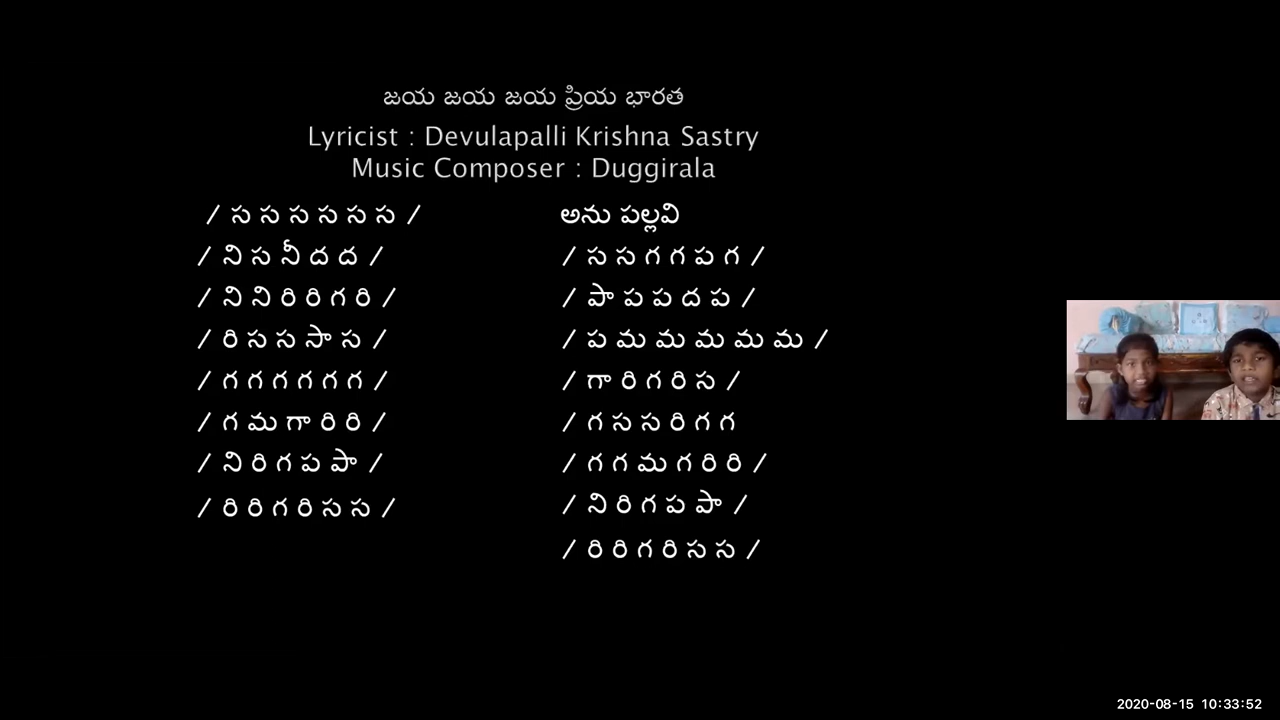 జయ జయ జయ ప్రియ భారత
Lyricist : Devulapalli Krishna Sastry
Music Composer : Duggirala
/ స స స స స స /
/ ని స నీ ద ద /
/ ని ని రి రి గ రి /
/ రి స స సా స /
/ గ గ గ గ గ గ /
/ గ మ గా రి రి /
/ ని రి గ ప పా /
/ రి రి గ రి స స /
అను పల్లవి
/ స స గ గ ప గ /
/ పా ప ప ద ప /
/ ప మ మ మ మ మ /
/ గా రి గ రి స /
/ గ స స రి గ గ
/ గ గ మ గ రి రి /
/ ని రి గ ప పా /
/ రి రి గ రి స స /
2020-08-15 10:33:52